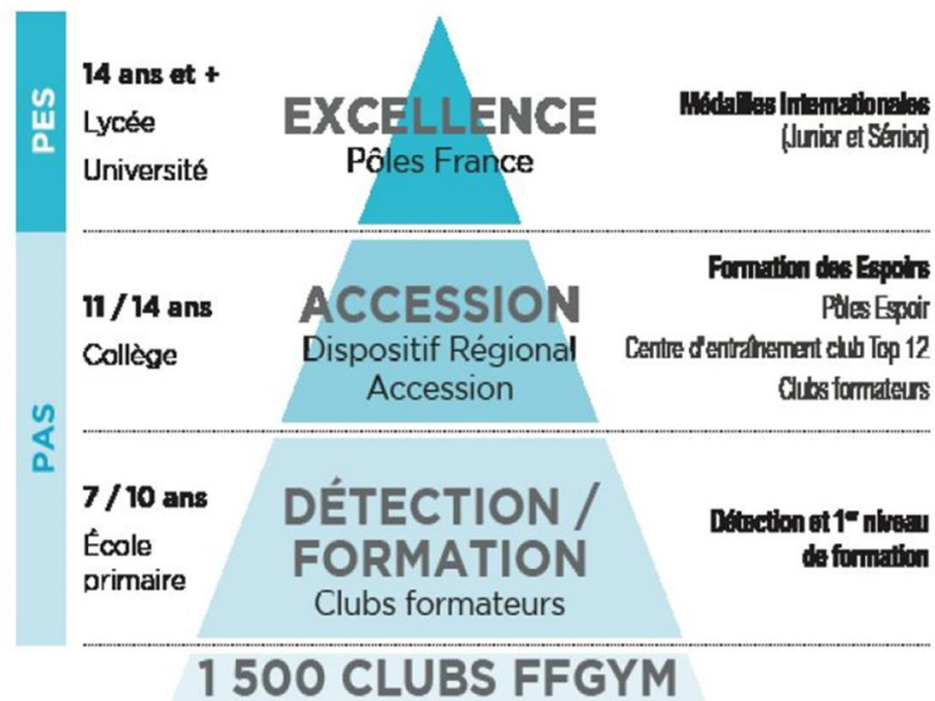 PES
14 ans et +
Lycée
Université
EXCELLENCE
Pôles France
Médailles Internationales
(Junior et Sénior)
PAS
11 / 14 ans
Collège
ACCESSION
Dispositif Régional
Accession
Formation des Espoirs
Pôles Espoir
Centre d'entraînement club Top 12
Clubs formateurs
7 / 10 ans
École
primaire
DÉTECTION /
FORMATION
Clubs formateurs
Détection et 1er niveau
de formation
1 500 CLUBS FFGYM